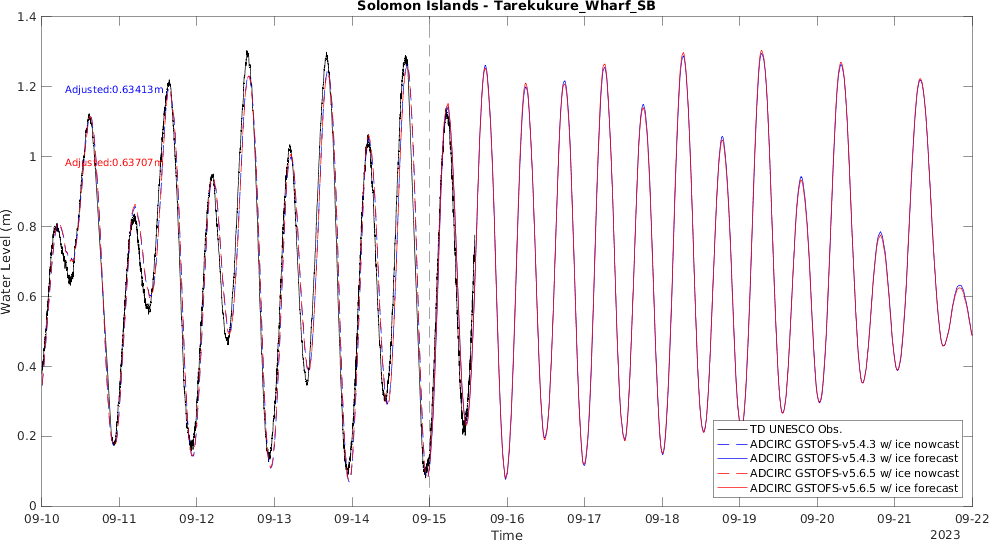 Solomon Islands - Tarekukure_Wharf_SB
1.4
1.2
1
0.8
0.6
0.4
0.2
0
Water Level (m)
Adjusted:0.63413m
Adjusted:0.63707m
TD UNESCO Obs.
ADCIRC GSTOFS-v5.4.3 w/ ice nowcast
ADCIRC GSTOFS-v5.4.3 w/ ice forecast
ADCIRC GSTOFS-v5.6.5 w/ ice nowcast
ADCIRC GSTOFS-v5.6.5 w/ ice forecast
09-10 09-11 09-12 09-13 09-14 09-15 09-16 09-17 09-18 09-19 09-20 09-21 09-22
Time
2023